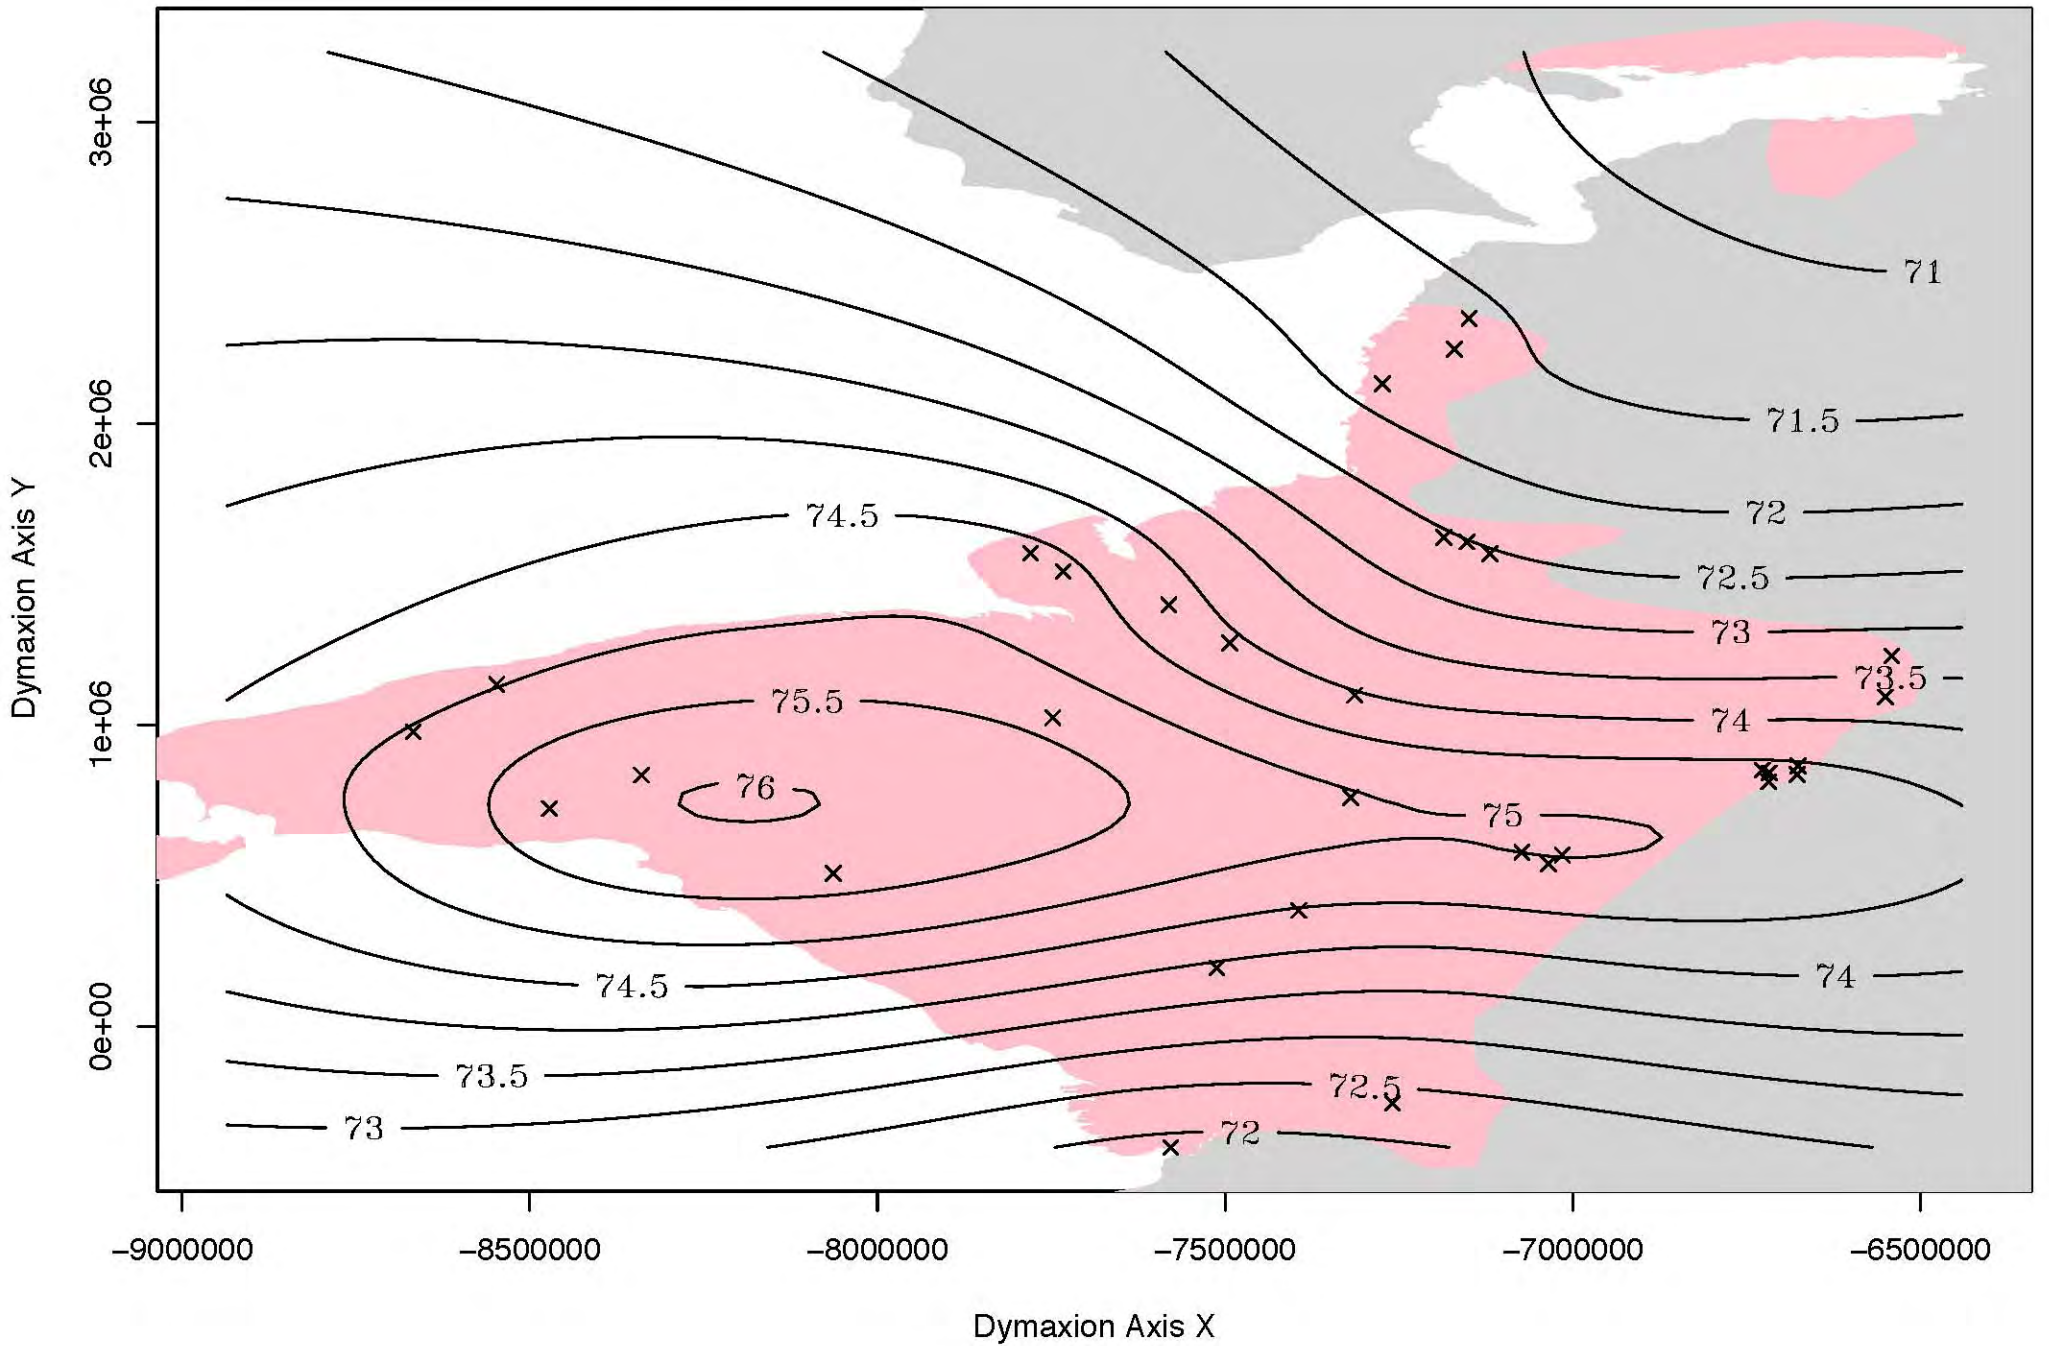 3e+06
2e+06
1e+06
0e+00
Dymaxion Axis Y
71
71.5
72
74.5
72.5
73
73.5
75.5
74
76
75
74.5
74
73.5
72.5
73
72
−9000000 −8500000 −8000000 −7500000 −7000000 −6500000
Dymaxion Axis X